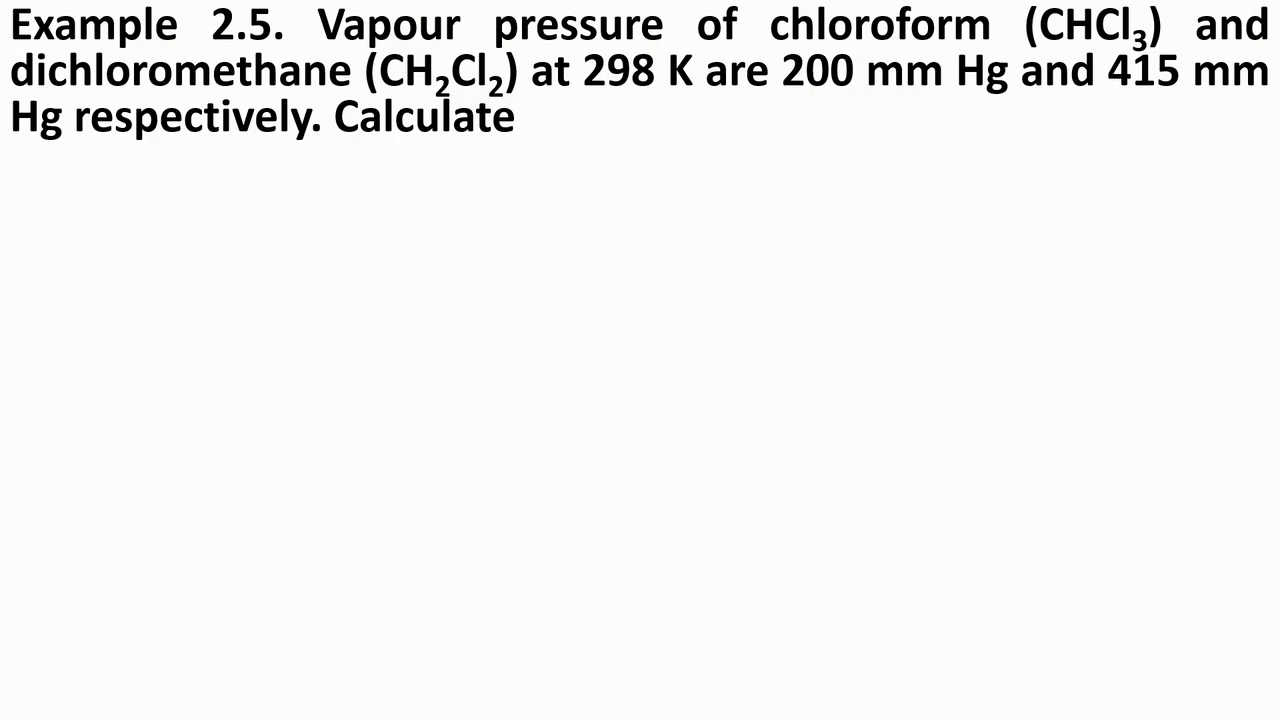 Example 2.5. Vapour pressure of chloroform (CHCl₃) and
dichloromethane (CH₂Cl₂) at 298 K are 200 mm Hg and 415 mm
Hg respectively. Calculate